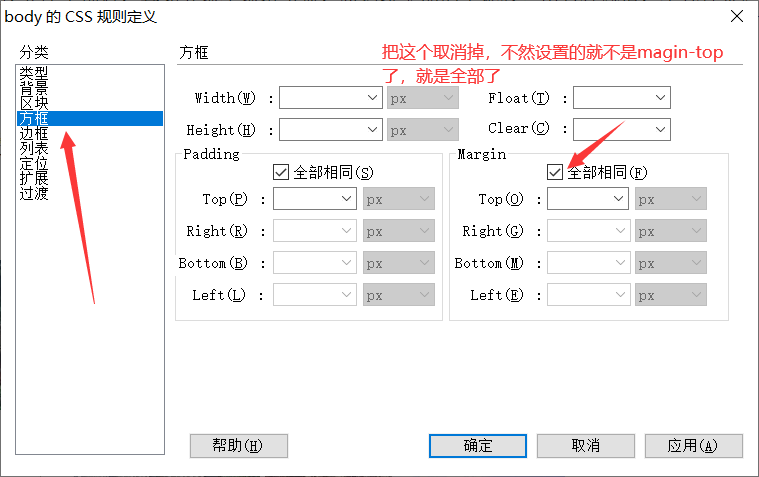 body 的 CSS 规则定义
分类
方框
把这个取消掉，不然设置的就不是magin-top
了，就是全部了
类型
背景
区块
方框
边框
列表
定位
扩展
过渡
Width(W) : px Float(T) :
Height(H) : px Clear(C) :
Padding Margin
全部相同(S) 全部相同(F)
Top(P) : px Top(O) : px
Right(R) : px Right(G) : px
Bottom(B) : px Bottom(M) : px
Left(L) : px Left(E) : px
帮助(H) 确定 取消 应用(A)